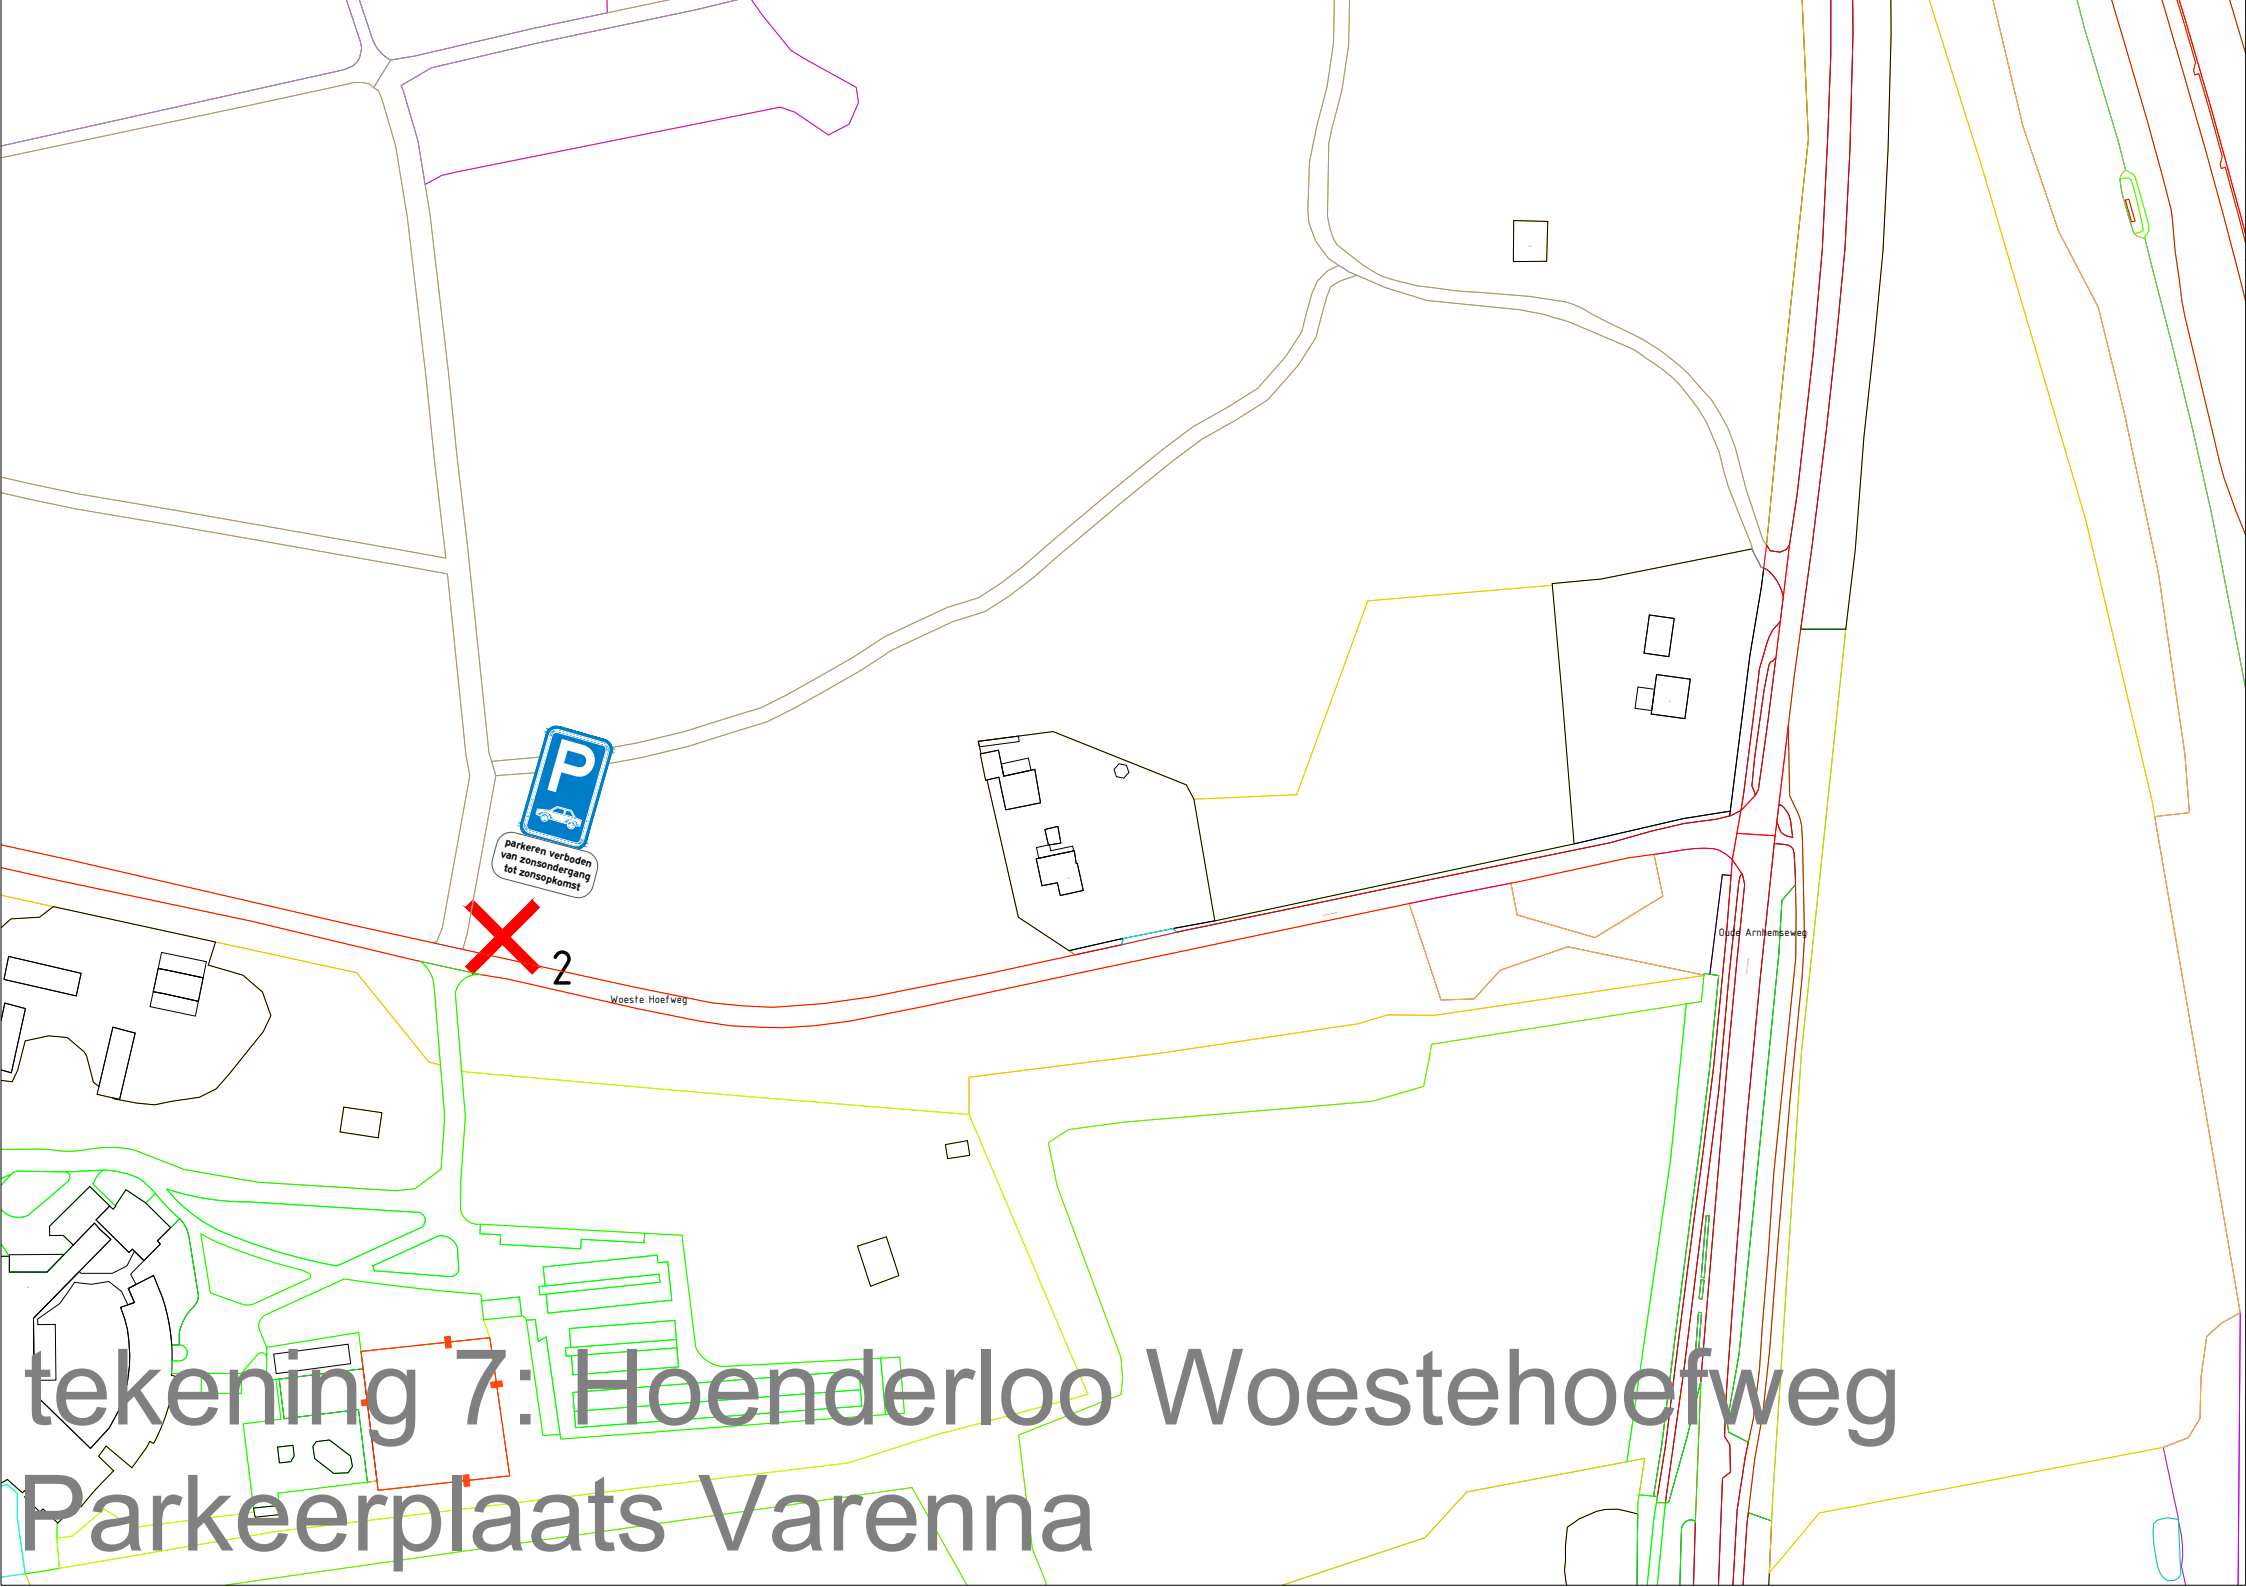 P
parkeren verboden
van zonsondergang
tot zonsopkomst
2
Woeste Hoefweg
Oude Arnhemseweg
tekening 7: Hoenderloo Woestehoefweg
Parkeerplaats Varenna